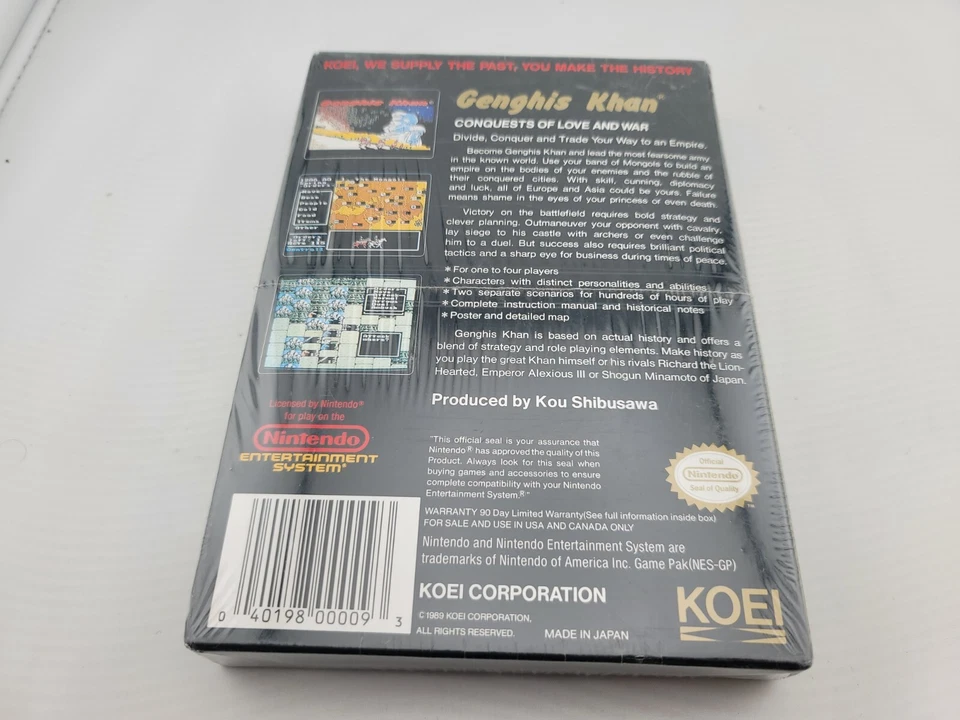 KOEI, WE SUPPLY THE PAST, YOU MAKE THE HISTORY
Genghis Khan®
Genghis Khan®
CONQUESTS OF LOVE AND WAR
Divide, Conquer and Trade Your Way to an Empire.
Become Genghis Khan and lead the most fearsome army
in the known world. Use your band of Mongols to build an
empire on the bodies of your enemies and the rubble of
their conquered cities. With skill, cunning, diplomacy
and luck, all of Europe and Asia could be yours. Failure
means shame in the eyes of your princess or even death.
Victory on the battlefield requires bold strategy and
clever planning. Outmaneuver your opponent with cavalry,
lay siege to his castle with archers or even challenge
him to a duel. But success also requires brilliant political
tactics and a sharp eye for business during times of peace.
* For one to four players
* Characters with distinct personalities and abilities
* Two separate scenarios for hundreds of hours of play
* Complete instruction manual and historical notes
* Poster and detailed map
Genghis Khan is based on actual history and offers a
blend of strategy and role playing elements. Make history as
you play the great Khan himself or his rivals Richard the Lion-
Hearted, Emperor Alexious III or Shogun Minamoto of Japan.
Produced by Kou Shibusawa
Licensed by Nintendo®
for play on the
Nintendo
ENTERTAINMENT
SYSTEM®
"This official seal is your assurance that
Nintendo® has approved the quality of this
Product. Always look for this seal when
buying games and accessories to ensure
complete compatibility with your Nintendo
Entertainment System.®"
Official
Nintendo
Seal of Quality
TM
WARRANTY 90 Day Limited Warranty(See full information inside box)
FOR SALE AND USE IN USA AND CANADA ONLY
Nintendo and Nintendo Entertainment System are
trademarks of Nintendo of America Inc. Game Pak(NES-GP)
KOEI CORPORATION
©1989 KOEI CORPORATION,
ALL RIGHTS RESERVED. MADE IN JAPAN
KOEI
0 40198 00009 3